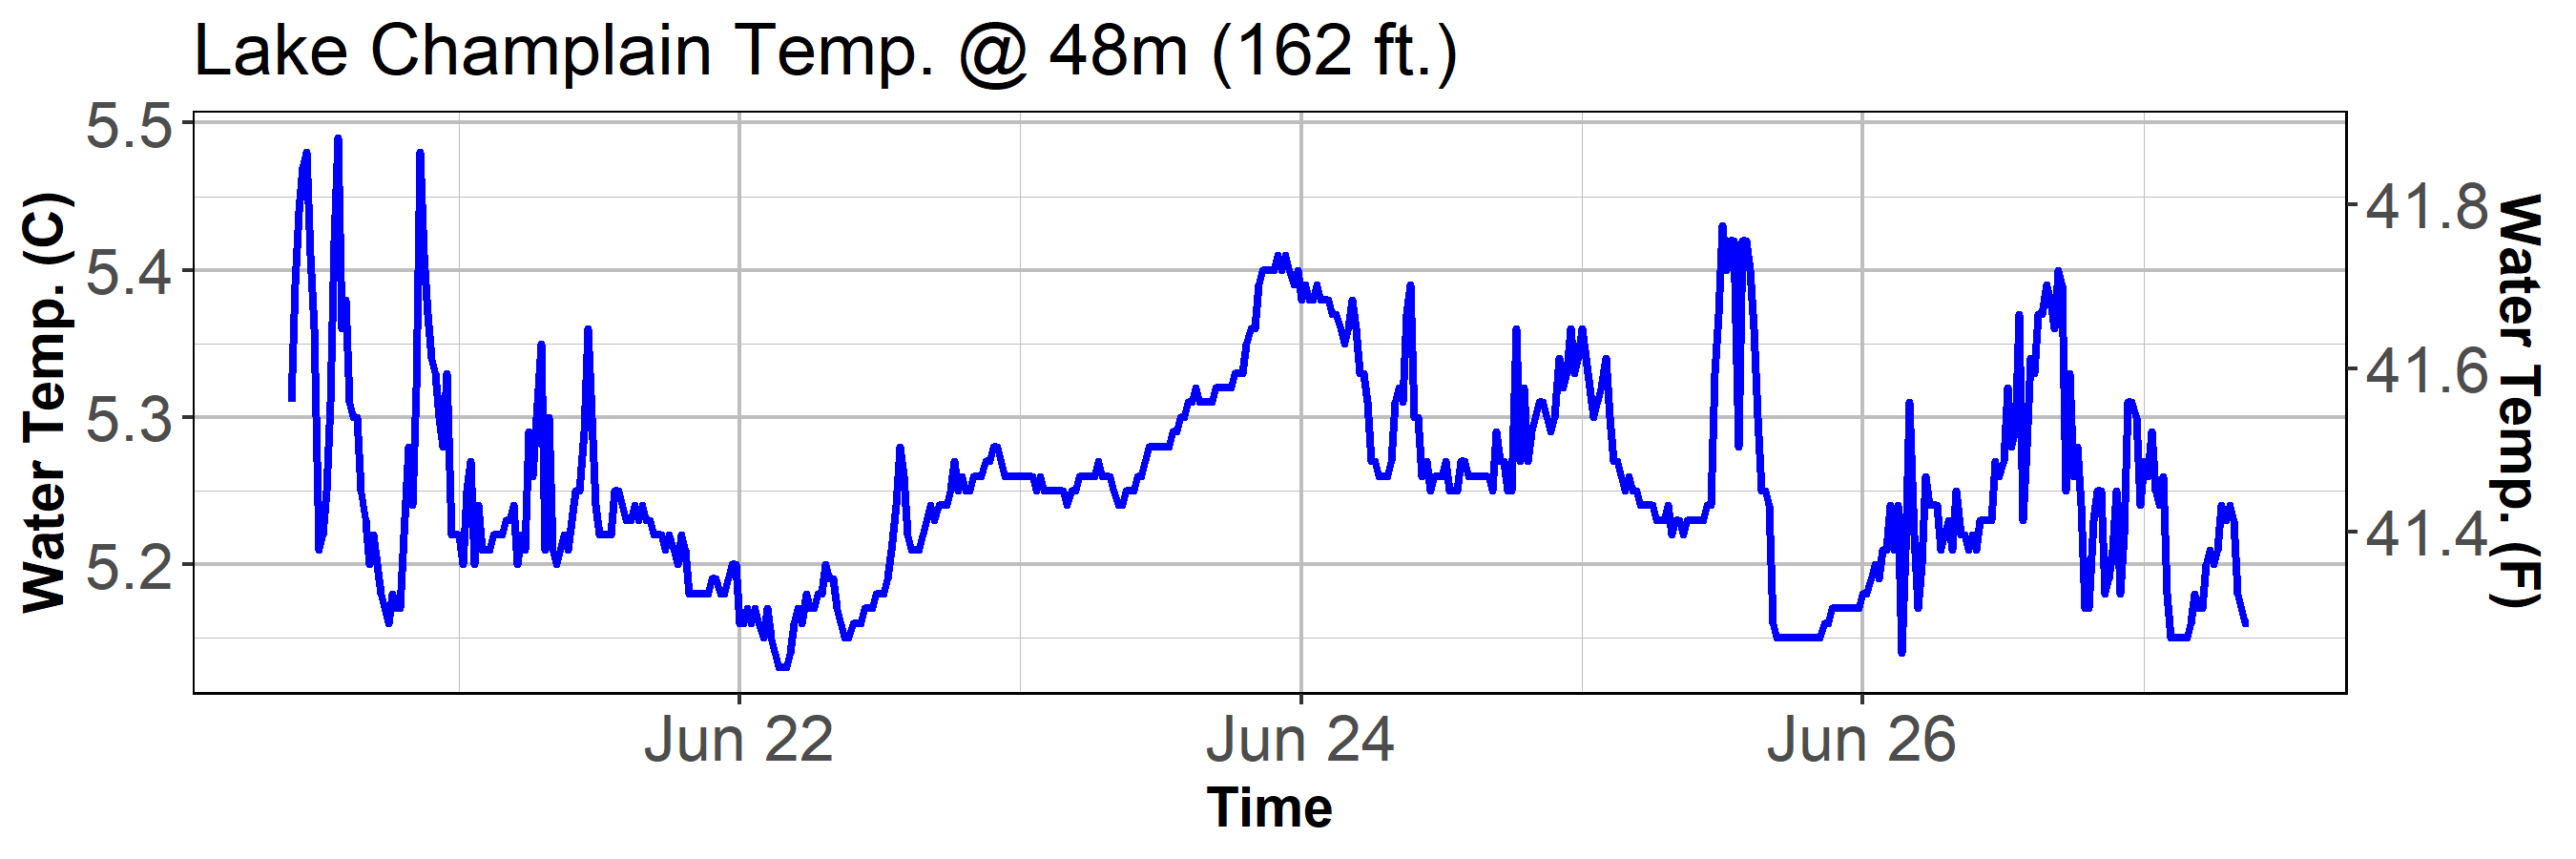 Lake Champlain Temp. @ 48m (162 ft.)
Water Temp. (C)
5.5
5.4
5.3
5.2
41.8
41.6
41.4
Water Temp. (F)
Jun 22
Jun 24
Jun 26
Time